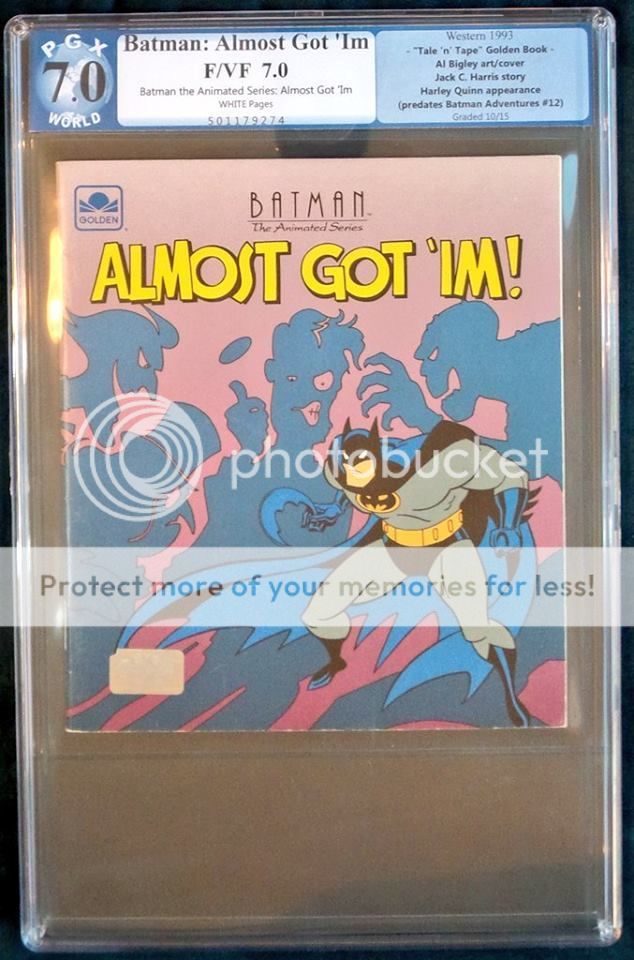 PGX
7.0
WORLD
Batman: Almost Got 'Im
F/VF 7.0
Batman the Animated Series: Almost Got 'Im
WHITE Pages
501179274
Western 1993
- "Tale 'n' Tape" Golden Book -
Al Bigley art/cover
Jack C. Harris story
Harley Quinn appearance
(predates Batman Adventures #12)
Graded 10/15
GOLDEN
BATMAN
The Animated Series
ALMOST GOT 'IM!
photobucket
Protect more of your memories for less!